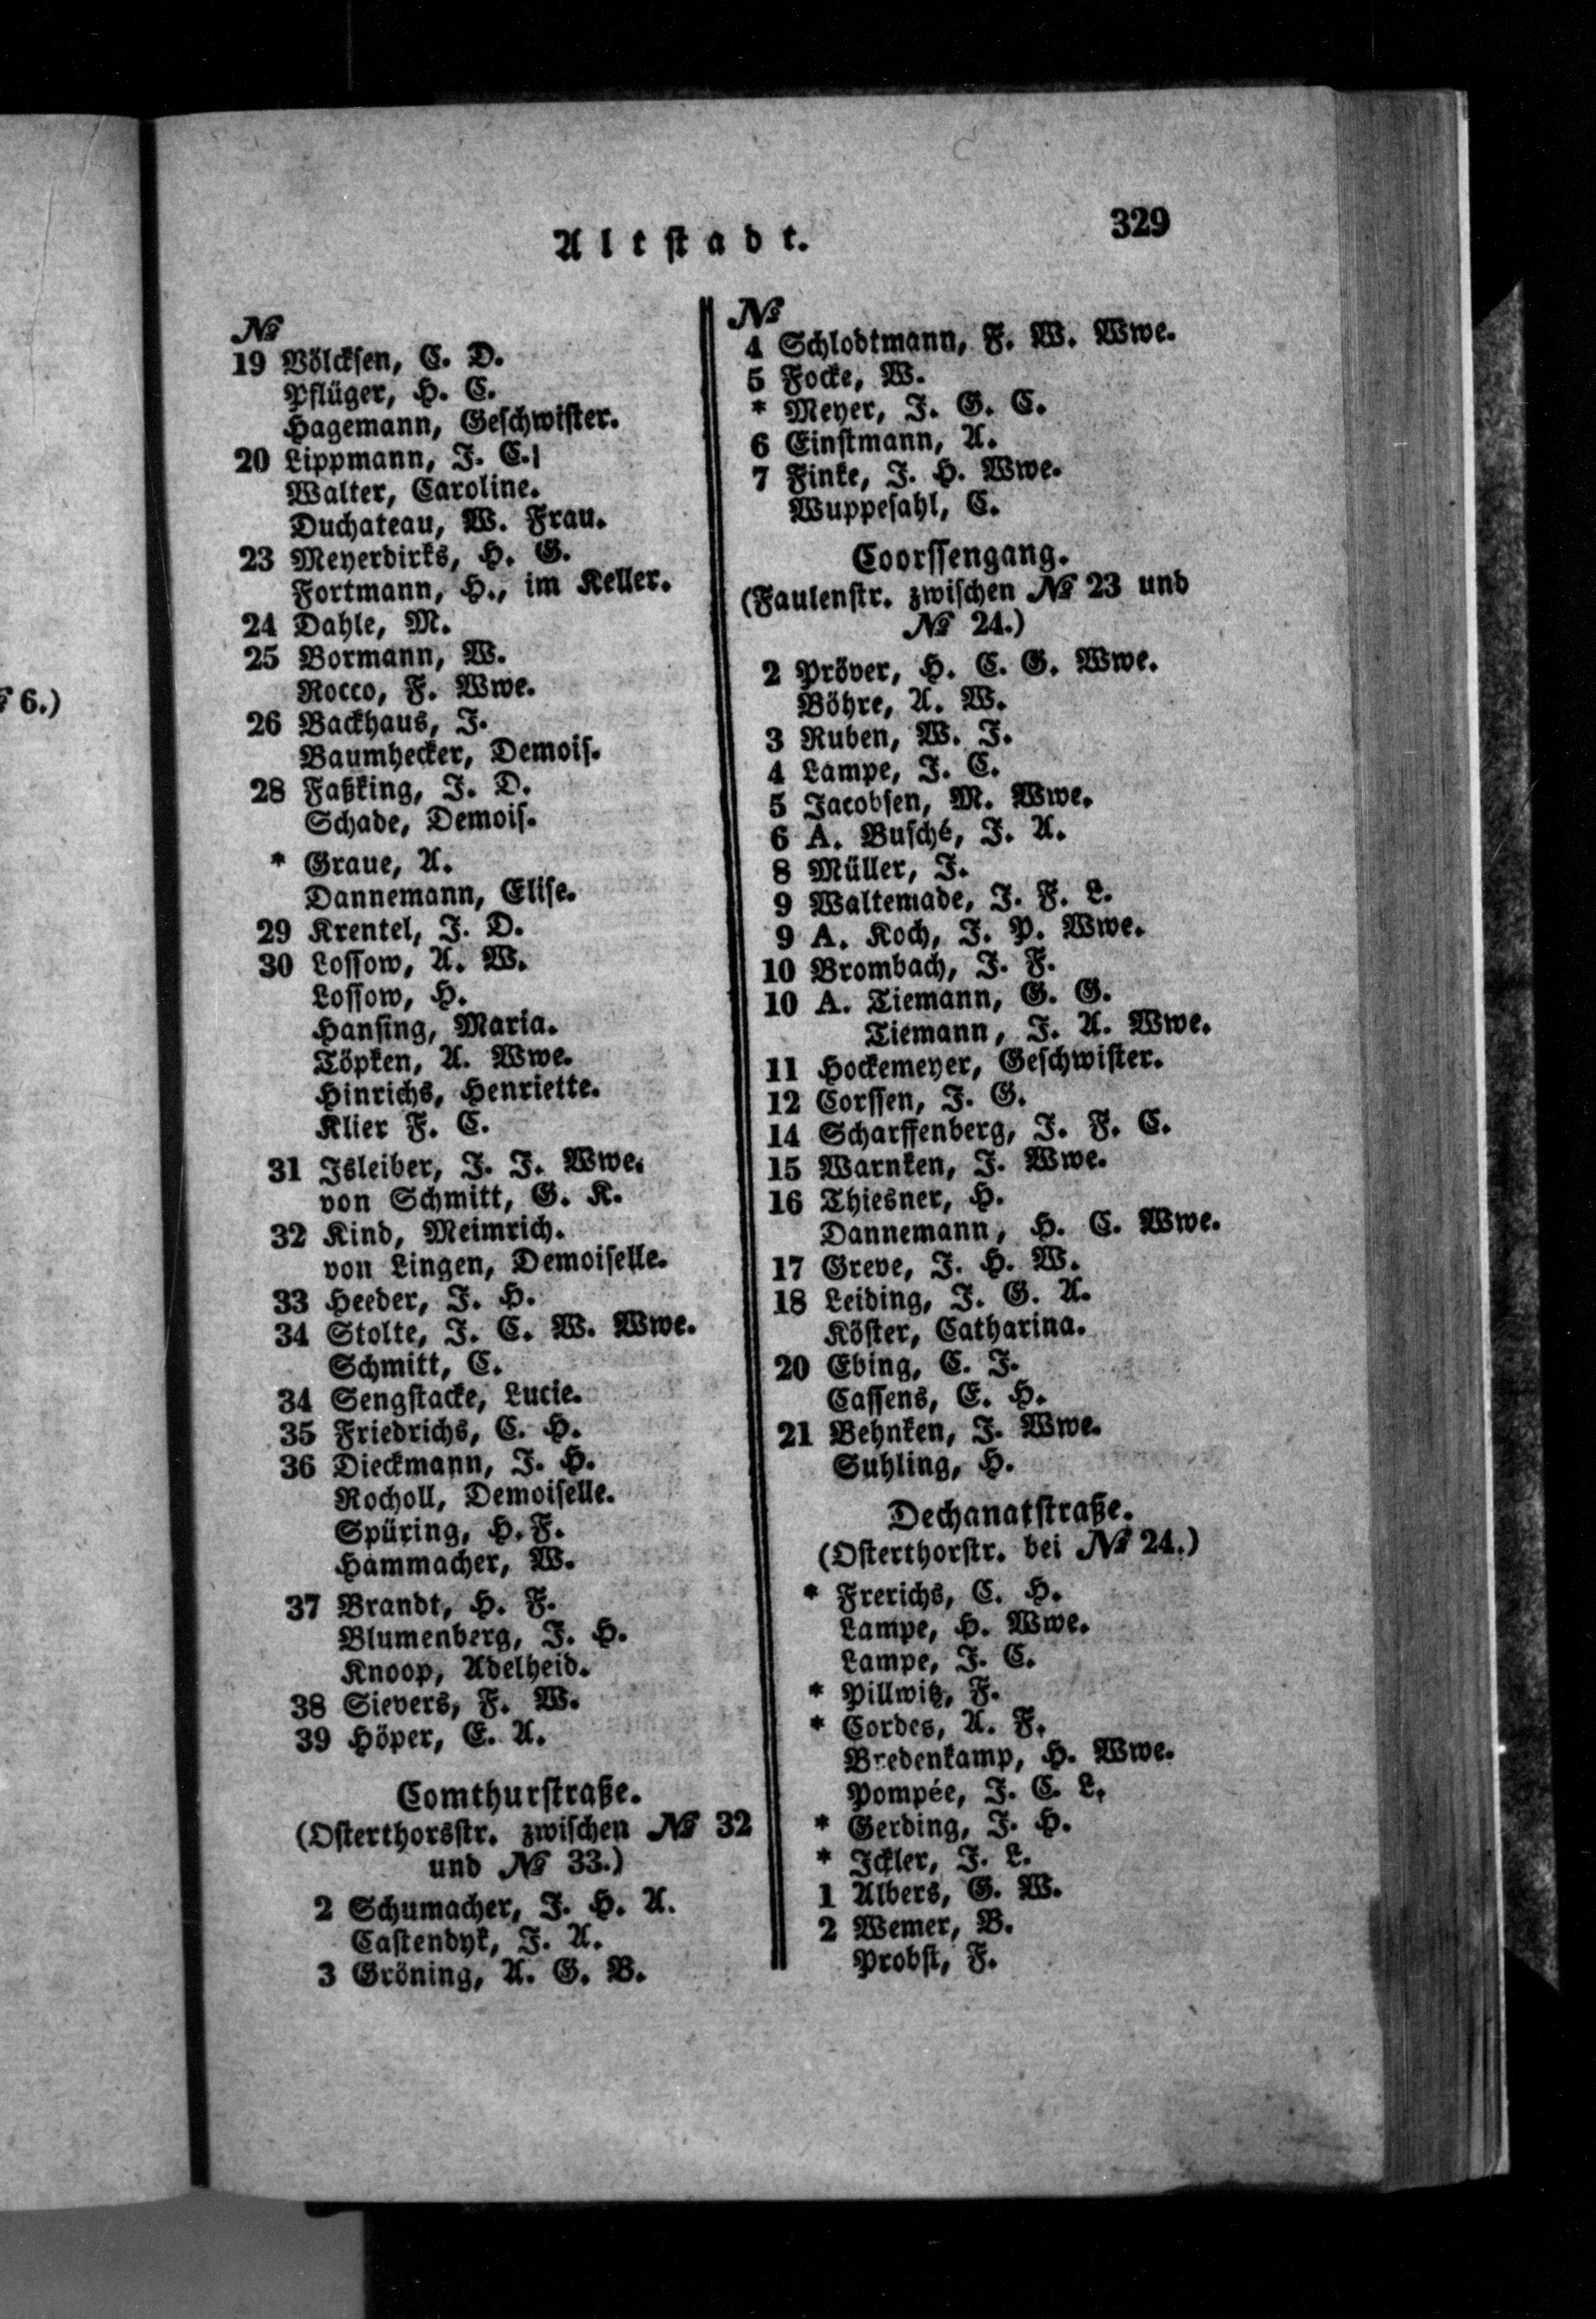 6.)
Altstadt.
329
№
19 Völcksen, C. D.
Pflüger, H. C.
Hagemann, Geschwister.
20 Lippmann, J. C.
Walter, Caroline.
Duchateau, W. Frau.
23 Meyerdirks, H. G.
Fortmann, H., im Keller.
24 Dahle, M.
25 Bormann, W.
Rocco, F. Wwe.
26 Backhaus, J.
Baumhecker, Demois.
28 Faßking, J. D.
Schade, Demois.
* Graue, A.
Dannemann, Elise.
29 Krentel, J. D.
30 Lossow, A. W.
Lossow, H.
Hansing, Maria.
Töpken, A. Wwe.
Hinrichs, Henriette.
Klier F. C.
31 Isleiber, J. J. Wwe.
von Schmitt, G. K.
32 Kind, Meimrich.
von Lingen, Demoiselle.
33 Heeder, J. H.
34 Stolte, J. C. W. Wwe.
Schmitt, C.
34 Sengstacke, Lucie.
35 Friedrichs, C. H.
36 Dieckmann, J. H.
Rocholl, Demoiselle.
Spüring, H. F.
Hammacher, W.
37 Brandt, H. F.
Blumenberg, J. H.
Knoop, Adelheid.
38 Sievers, F. W.
39 Höper, E. A.
Comthurstraße.
(Osterthorsstr. zwischen № 32
und № 33.)
2 Schumacher, J. H. A.
Castendyk, J. A.
3 Gröning, A. G. B.
№
4 Schlodtmann, F. W. Wwe.
5 Focke, W.
* Meyer, J. G. C.
6 Einstmann, A.
7 Finke, J. H. Wwe.
Wuppesahl, C.
Coorssengang.
(Faulenstr. zwischen № 23 und
№ 24.)
2 Pröver, H. C. G. Wwe.
Böhre, A. W.
3 Ruben, W. J.
4 Lampe, J. C.
5 Jacobsen, M. Wwe.
6 A. Busché, J. A.
8 Müller, J.
9 Waltemade, J. F. L.
9 A. Koch, J. P. Wwe.
10 Brombach, J. F.
10 A. Tiemann, G. G.
Tiemann, J. A. Wwe.
11 Hockemeyer, Geschwister.
12 Corssen, J. G.
14 Scharffenberg, J. F. C.
15 Warnken, J. Wwe.
16 Thiesner, H.
Dannemann, H. C. Wwe.
17 Greve, J. H. W.
18 Leiding, J. G. A.
Köster, Catharina.
20 Ebing, C. J.
Cassens, E. H.
21 Behnken, J. Wwe.
Suhling, H.
Dechanatstraße.
(Osterthorstr. bei № 24.)
* Frerichs, C. H.
Lampe, H. Wwe.
Lampe, J. C.
* Pillwitz, F.
* Cordes, A. F.
Bredenkamp, H. Wwe.
Pompée, J. C. L.
* Gerding, J. H.
* Ickler, J. L.
1 Albers, G. W.
2 Wemer, B.
Probst, F.